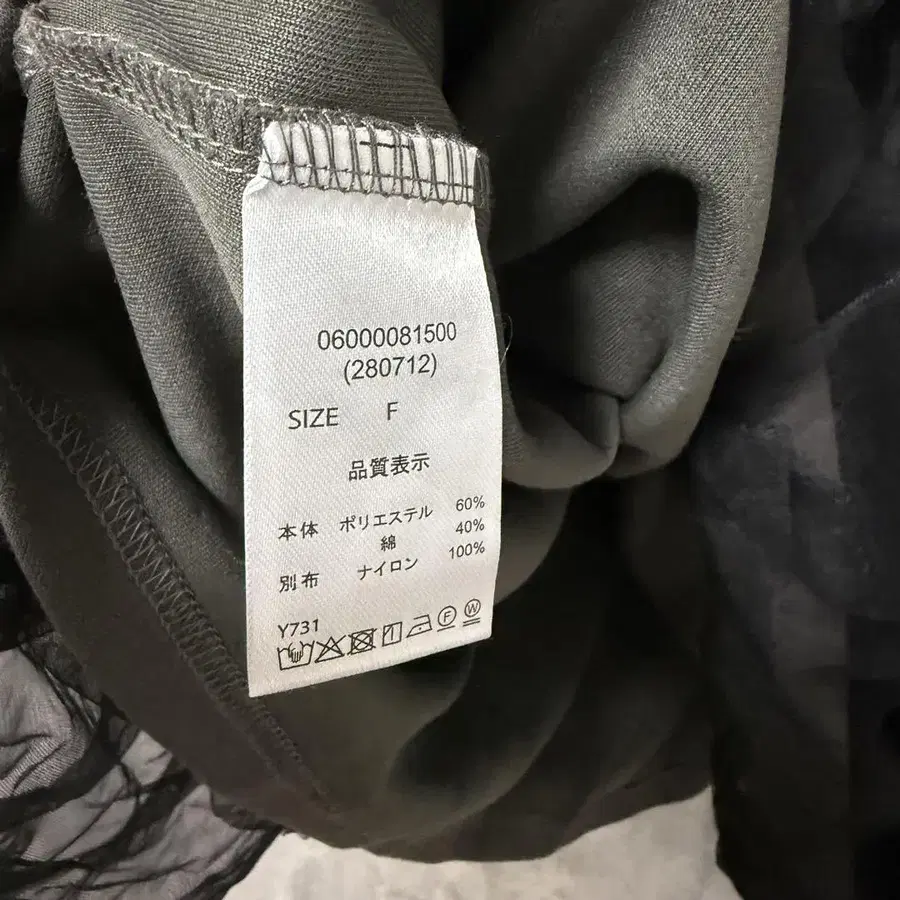 06000081500
(280712)
SIZE F
品質表示
本体 ポリエステル 60%
綿 40%
別布 ナイロン 100%
Y731
F W